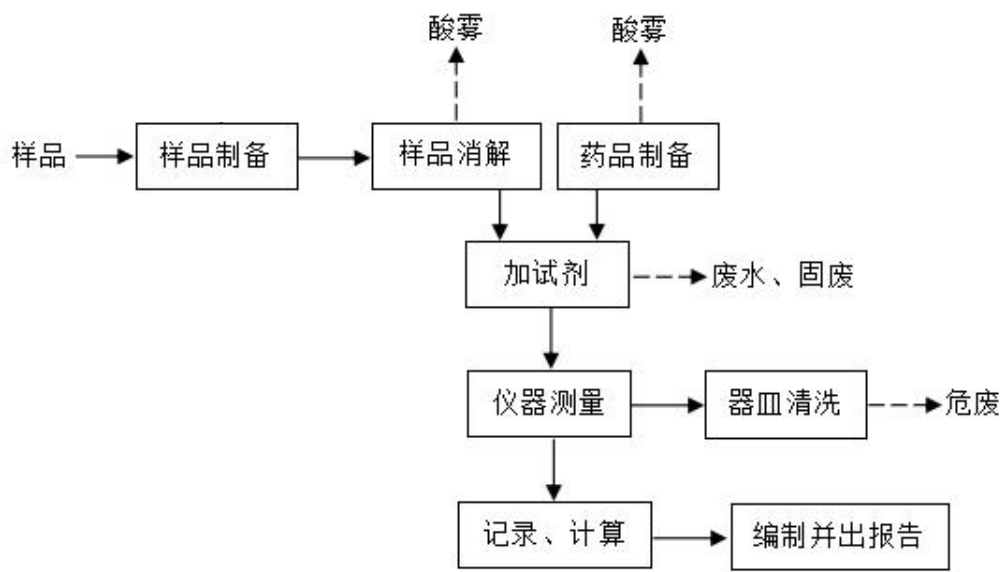 酸雾
酸雾
样品
样品制备
样品消解
药品制备
加试剂
废水、固废
仪器测量
器皿清洗
危废
记录、计算
编制并出报告